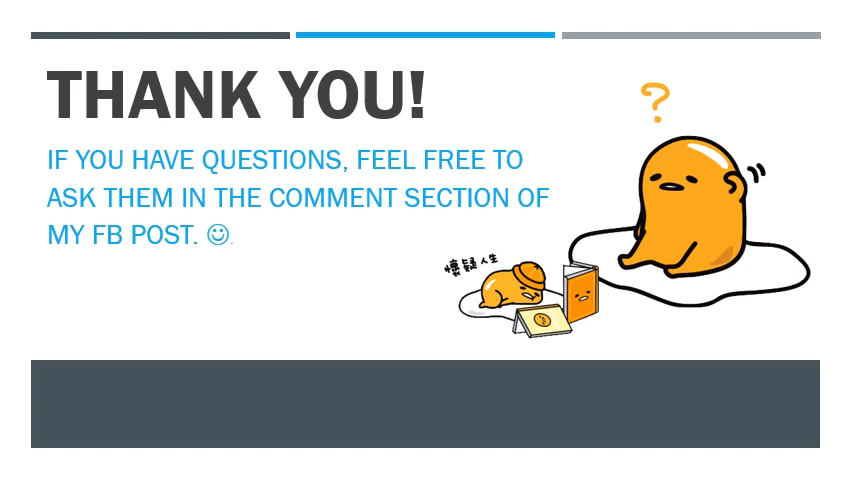 THANK YOU!
IF YOU HAVE QUESTIONS, FEEL FREE TO
ASK THEM IN THE COMMENT SECTION OF
MY FB POST. ☺.
?
懷疑人生